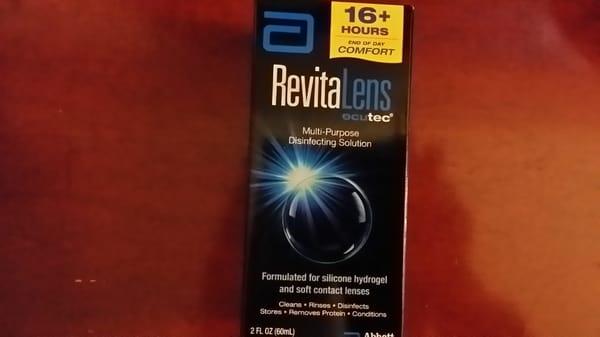 16+
HOURS
END OF DAY
COMFORT
RevitaLens
ocutec®
Multi-Purpose
Disinfecting Solution
Formulated for silicone hydrogel
and soft contact lenses
Cleans • Rinses • Disinfects
Stores • Removes Protein • Conditions
2 FL OZ (60mL)
Abbott